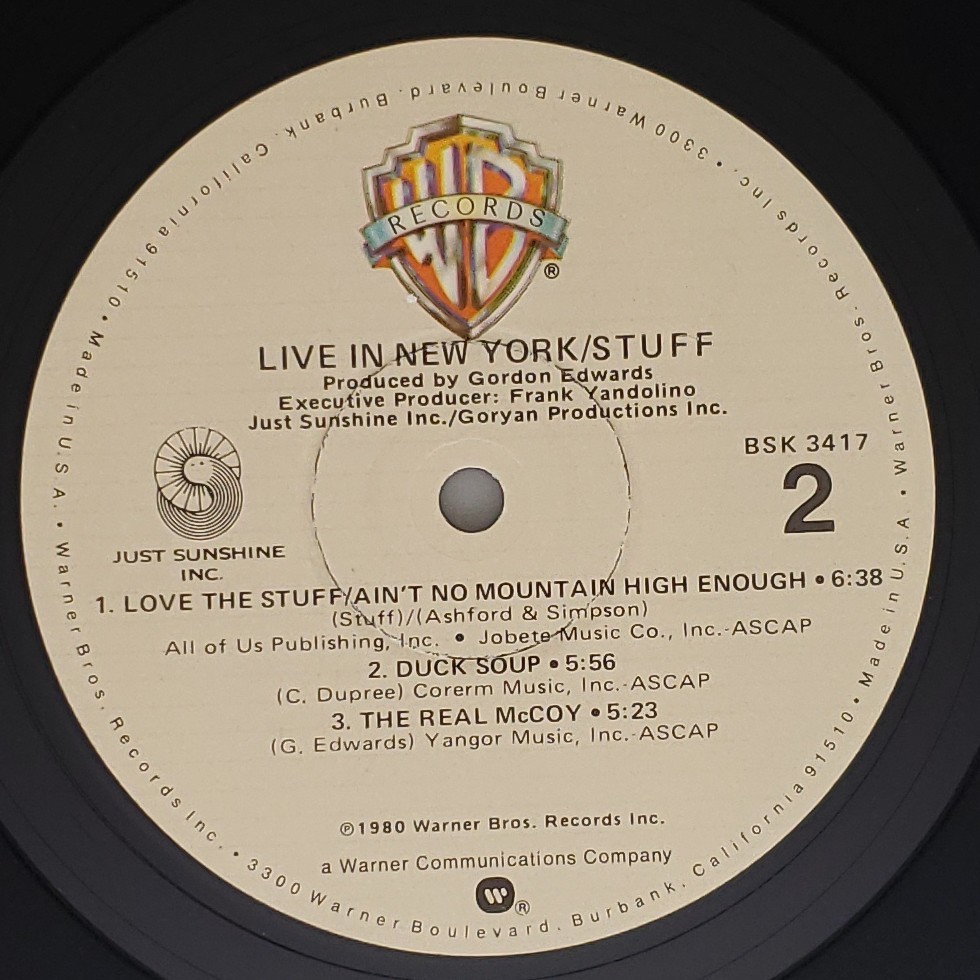 WB
RECORDS
®
LIVE IN NEW YORK/STUFF
Produced by Gordon Edwards
Executive Producer: Frank Yandolino
Just Sunshine Inc./Goryan Productions Inc.
BSK 3417
2
JUST SUNSHINE
INC.
1. LOVE THE STUFF/AIN'T NO MOUNTAIN HIGH ENOUGH • 6:38
(Stuff)/(Ashford & Simpson)
All of Us Publishing, Inc. • Jobete Music Co., Inc.-ASCAP
2. DUCK SOUP • 5:56
(C. Dupree) Corerm Music, Inc.-ASCAP
3. THE REAL McCOY • 5:23
(G. Edwards) Yangor Music, Inc.-ASCAP
℗1980 Warner Bros. Records Inc.
a Warner Communications Company
W®
Warner Bros. Records Inc. • 3300 Warner Boulevard. Burbank. California 91510 • Made in U.S.A. • Warner Bros. Records Inc. • 3300 Warner Boulevard. Burbank. California 91510 • Made in U.S.A. •